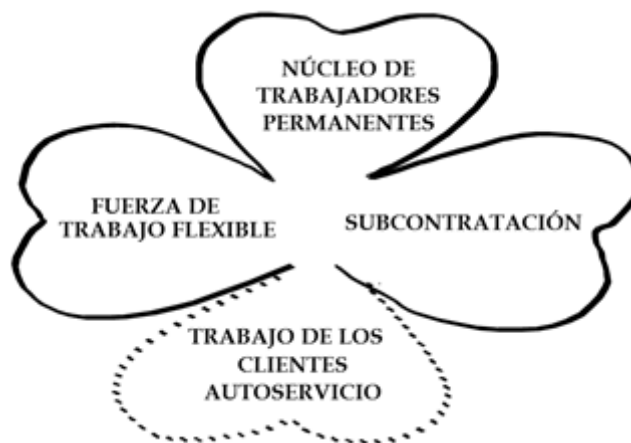 NÚCLEO DE
TRABAJADORES
PERMANENTES
FUERZA DE
TRABAJO FLEXIBLE
SUBCONTRATACIÓN
TRABAJO DE LOS
CLIENTES
AUTOSERVICIO